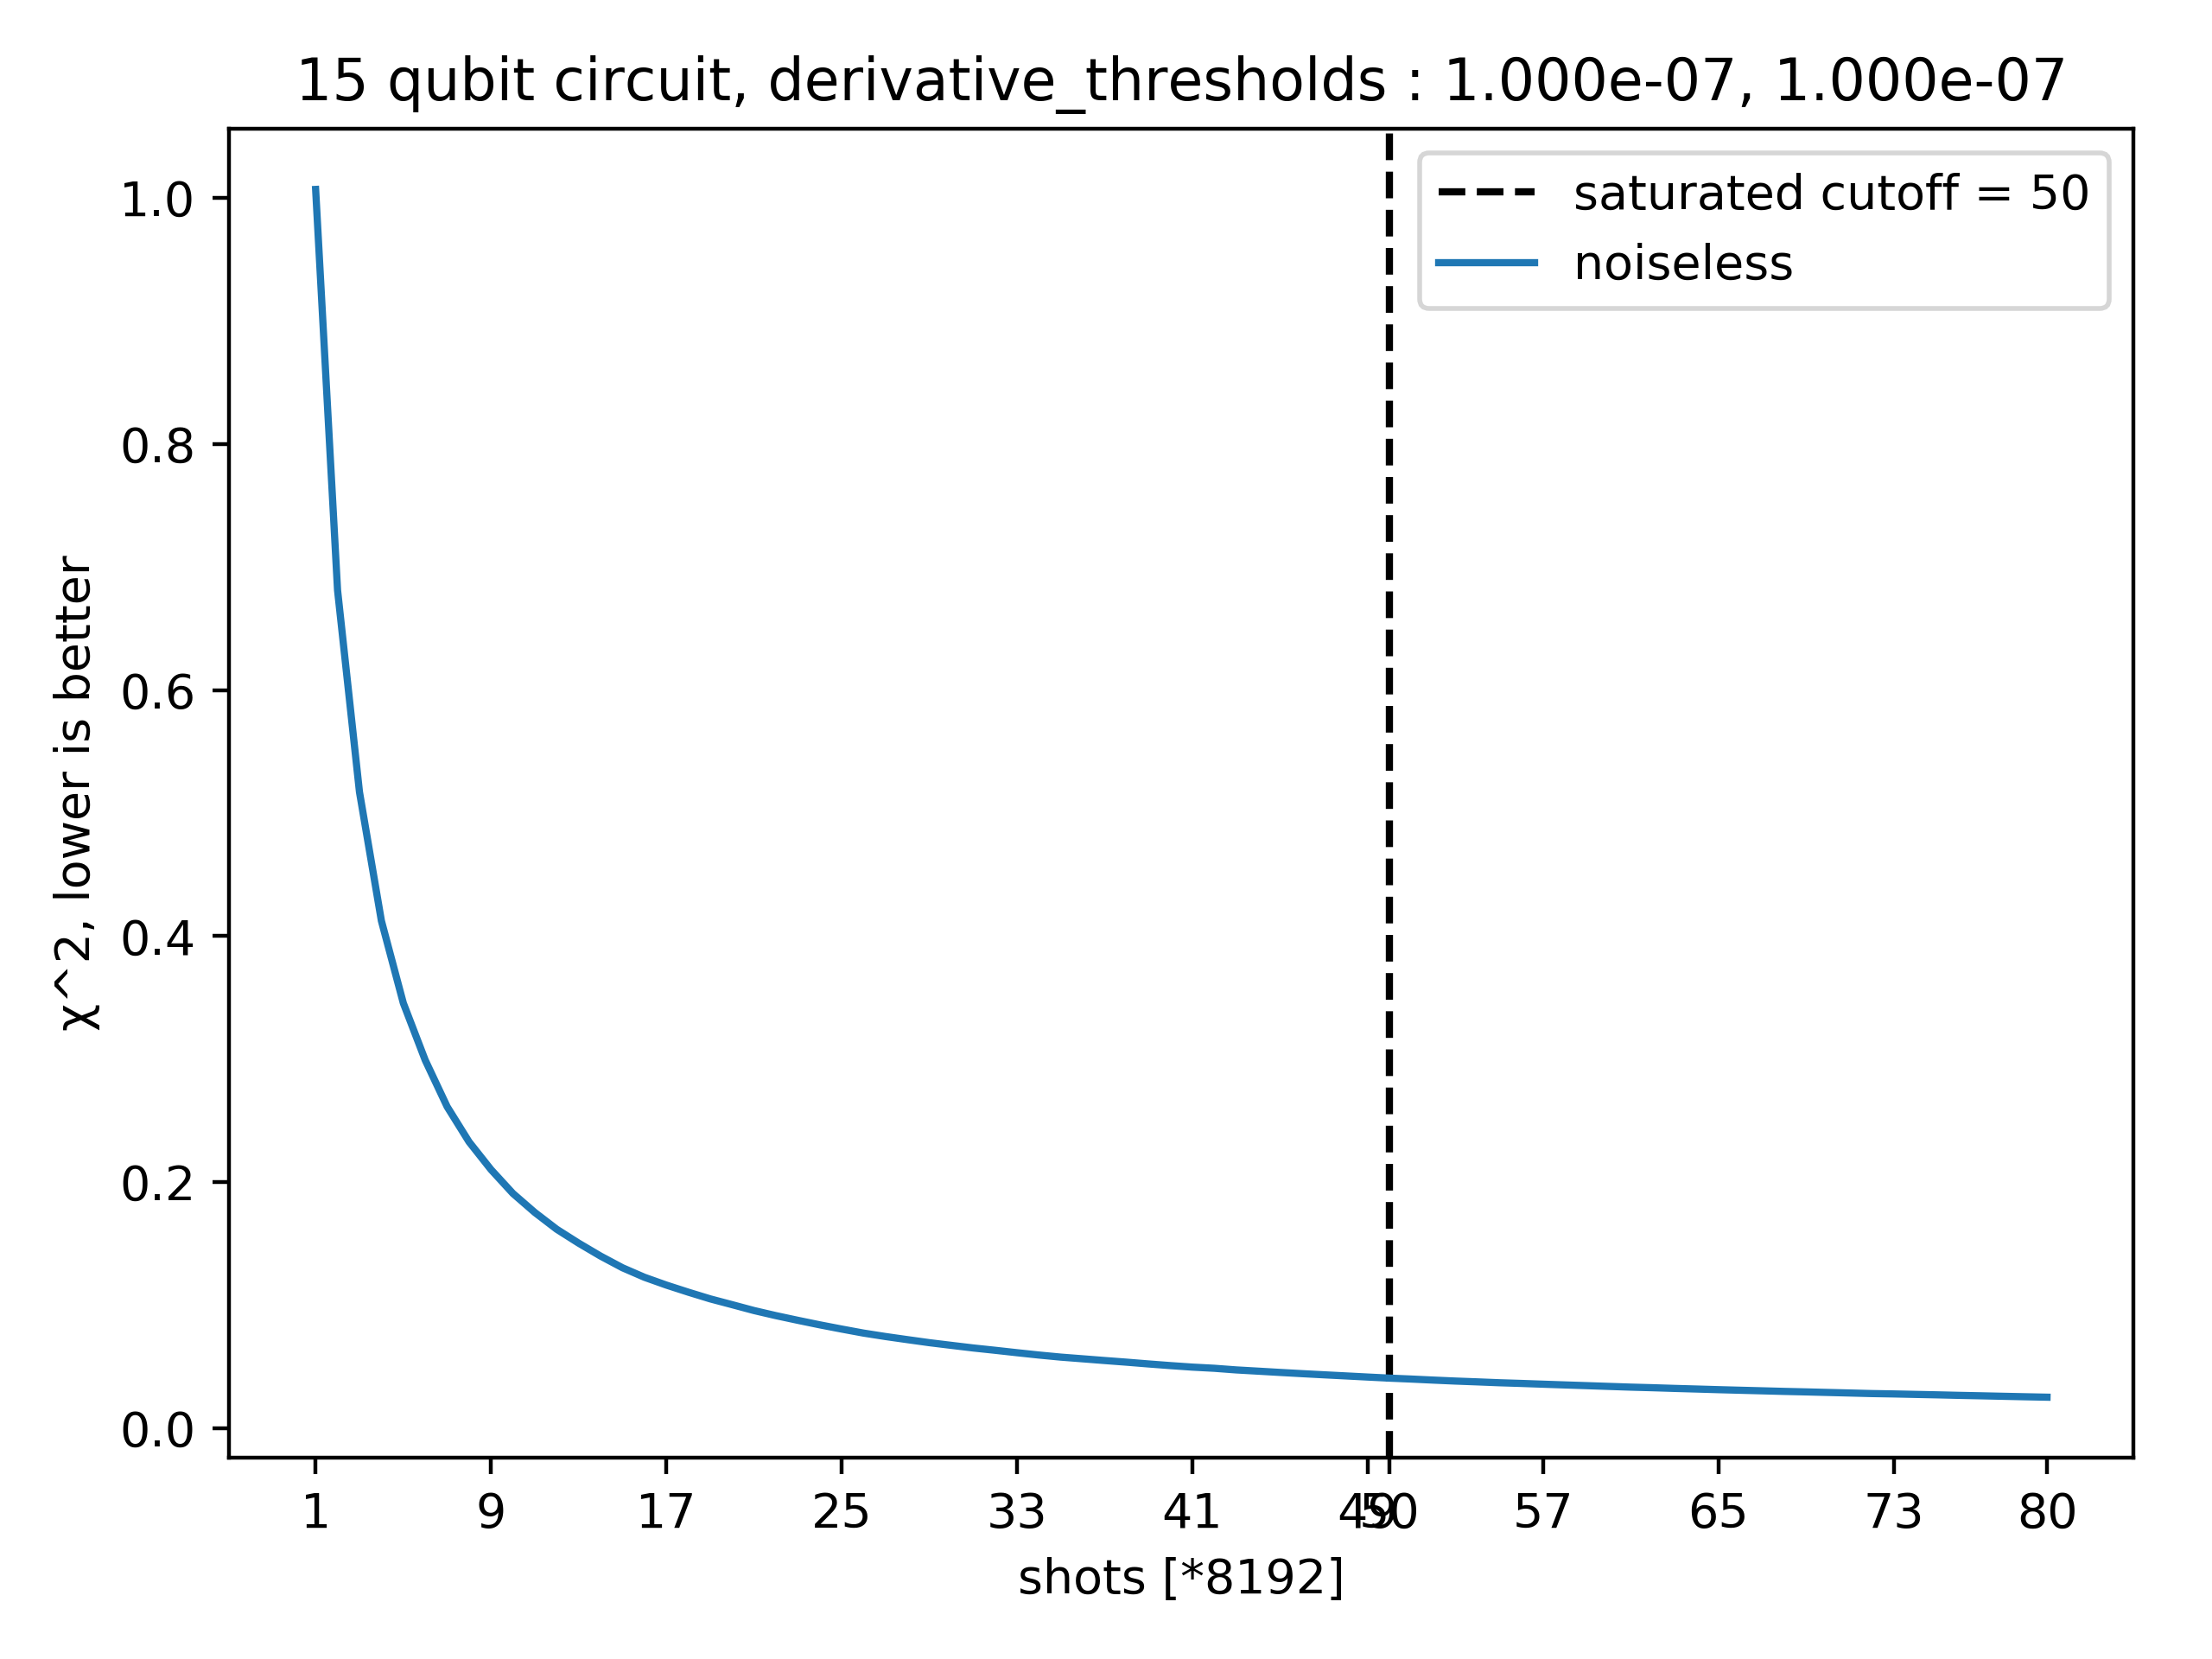 15 qubit circuit, derivative_thresholds : 1.000e-07, 1.000e-07
saturated cutoff = 50
noiseless
χ^2, lower is better
1.0
0.8
0.6
0.4
0.2
0.0
1 9 17 25 33 41 49 50 57 65 73 80
shots [*8192]